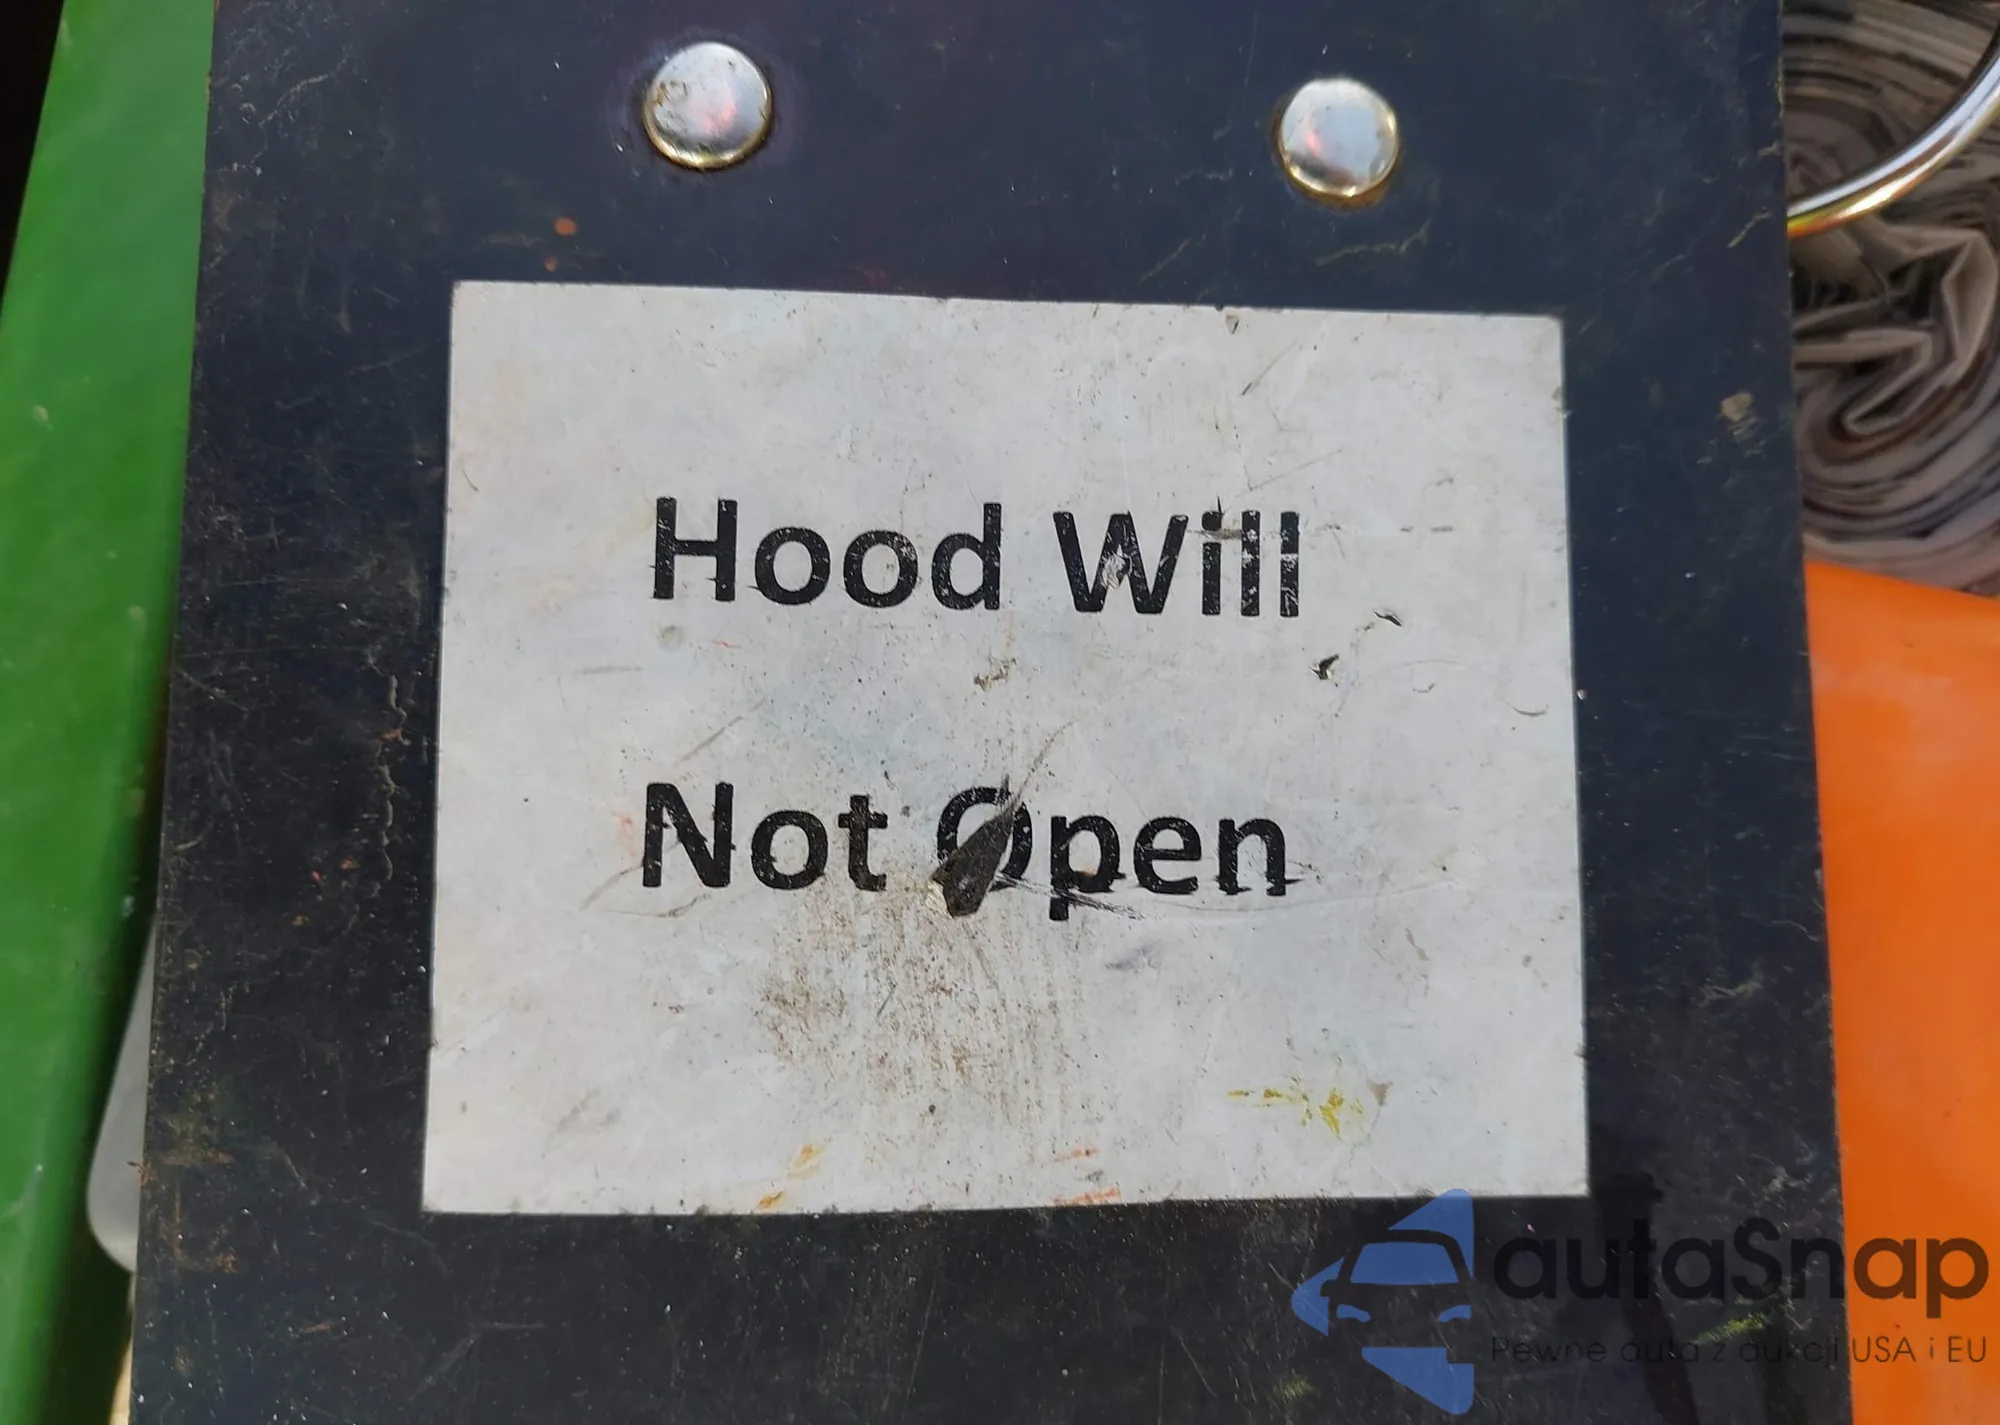 Hood Will
Not Open
autaSnap
Pewne auta z aukcji USA i EU